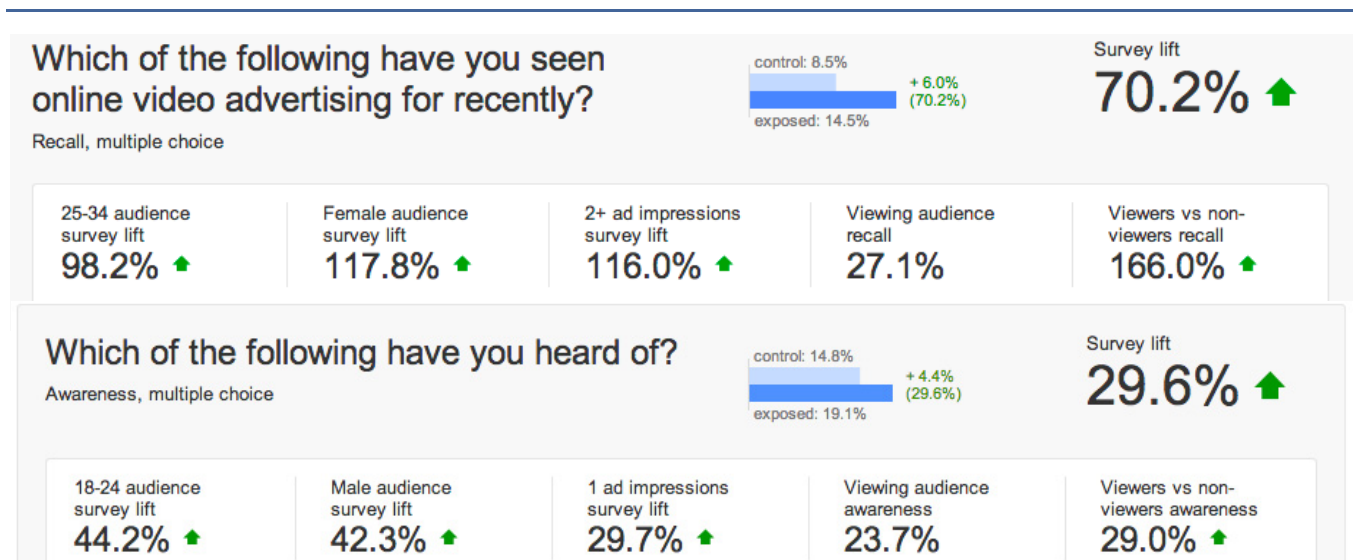 Which of the following have you seen
online video advertising for recently?
Recall, multiple choice
control: 8.5%
+ 6.0%
(70.2%)
exposed: 14.5%
Survey lift
70.2%
25-34 audience
survey lift
98.2%
Female audience
survey lift
117.8%
2+ ad impressions
survey lift
116.0%
Viewing audience
recall
27.1%
Viewers vs non-
viewers recall
166.0%
Which of the following have you heard of?
Awareness, multiple choice
control: 14.8%
+ 4.4%
(29.6%)
exposed: 19.1%
Survey lift
29.6%
18-24 audience
survey lift
44.2%
Male audience
survey lift
42.3%
1 ad impressions
survey lift
29.7%
Viewing audience
awareness
23.7%
Viewers vs non-
viewers awareness
29.0%